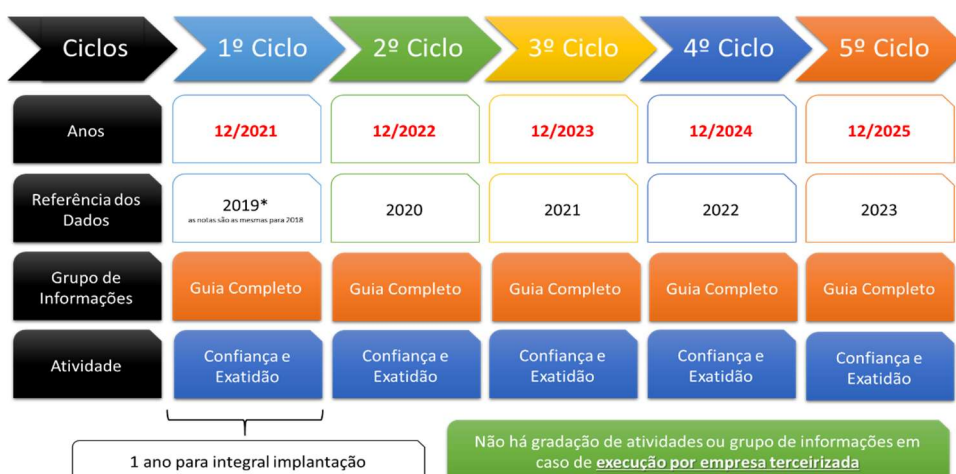 Ciclos 1º Ciclo 2º Ciclo 3º Ciclo 4º Ciclo 5º Ciclo
Anos 12/2021 12/2022 12/2023 12/2024 12/2025
Referência dos
Dados
2019*
as notas são as mesmas para 2018
2020 2021 2022 2023
Grupo de
Informações
Guia Completo Guia Completo Guia Completo Guia Completo Guia Completo
Atividade
Confiança e
Exatidão
Confiança e
Exatidão
Confiança e
Exatidão
Confiança e
Exatidão
Confiança e
Exatidão
1 ano para integral implantação
Não há gradação de atividades ou grupo de informações em
caso de execução por empresa terceirizada